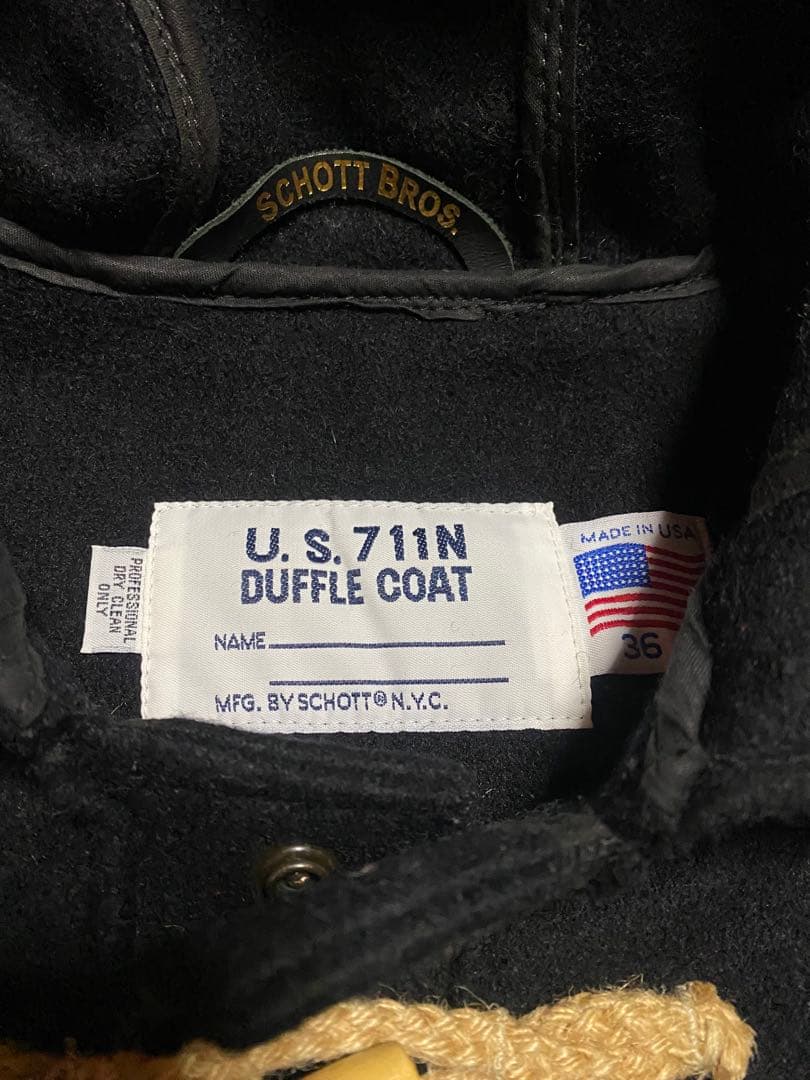 SCHOTT BROS.
U.S. 711N
DUFFLE COAT
NAME
MFG. BY SCHOTT® N.Y.C.
PROFESSIONAL
DRY CLEAN
ONLY
MADE IN USA
36